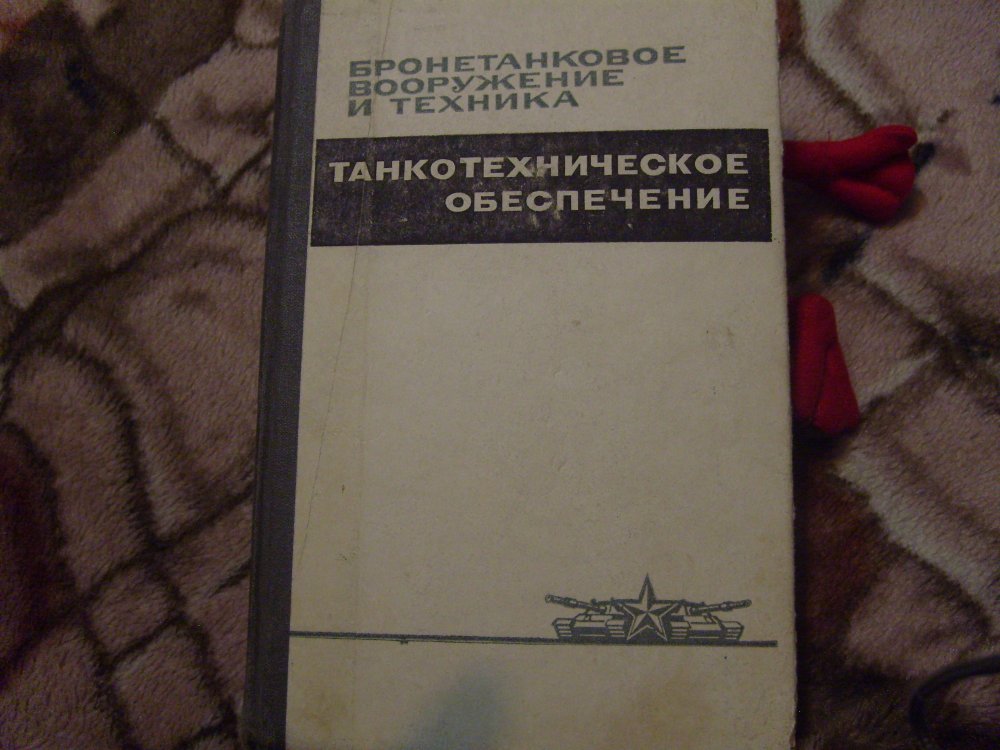 БРОНЕТАНКОВОЕ
ВООРУЖЕНИЕ
И ТЕХНИКА
ТАНКОТЕХНИЧЕСКОЕ
ОБЕСПЕЧЕНИЕ